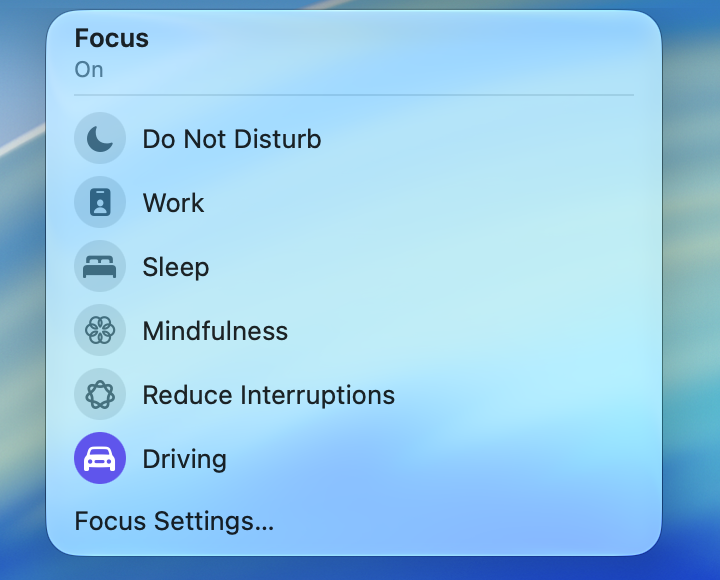 Focus
On
Do Not Disturb
Work
Sleep
Mindfulness
Reduce Interruptions
Driving
Focus Settings...